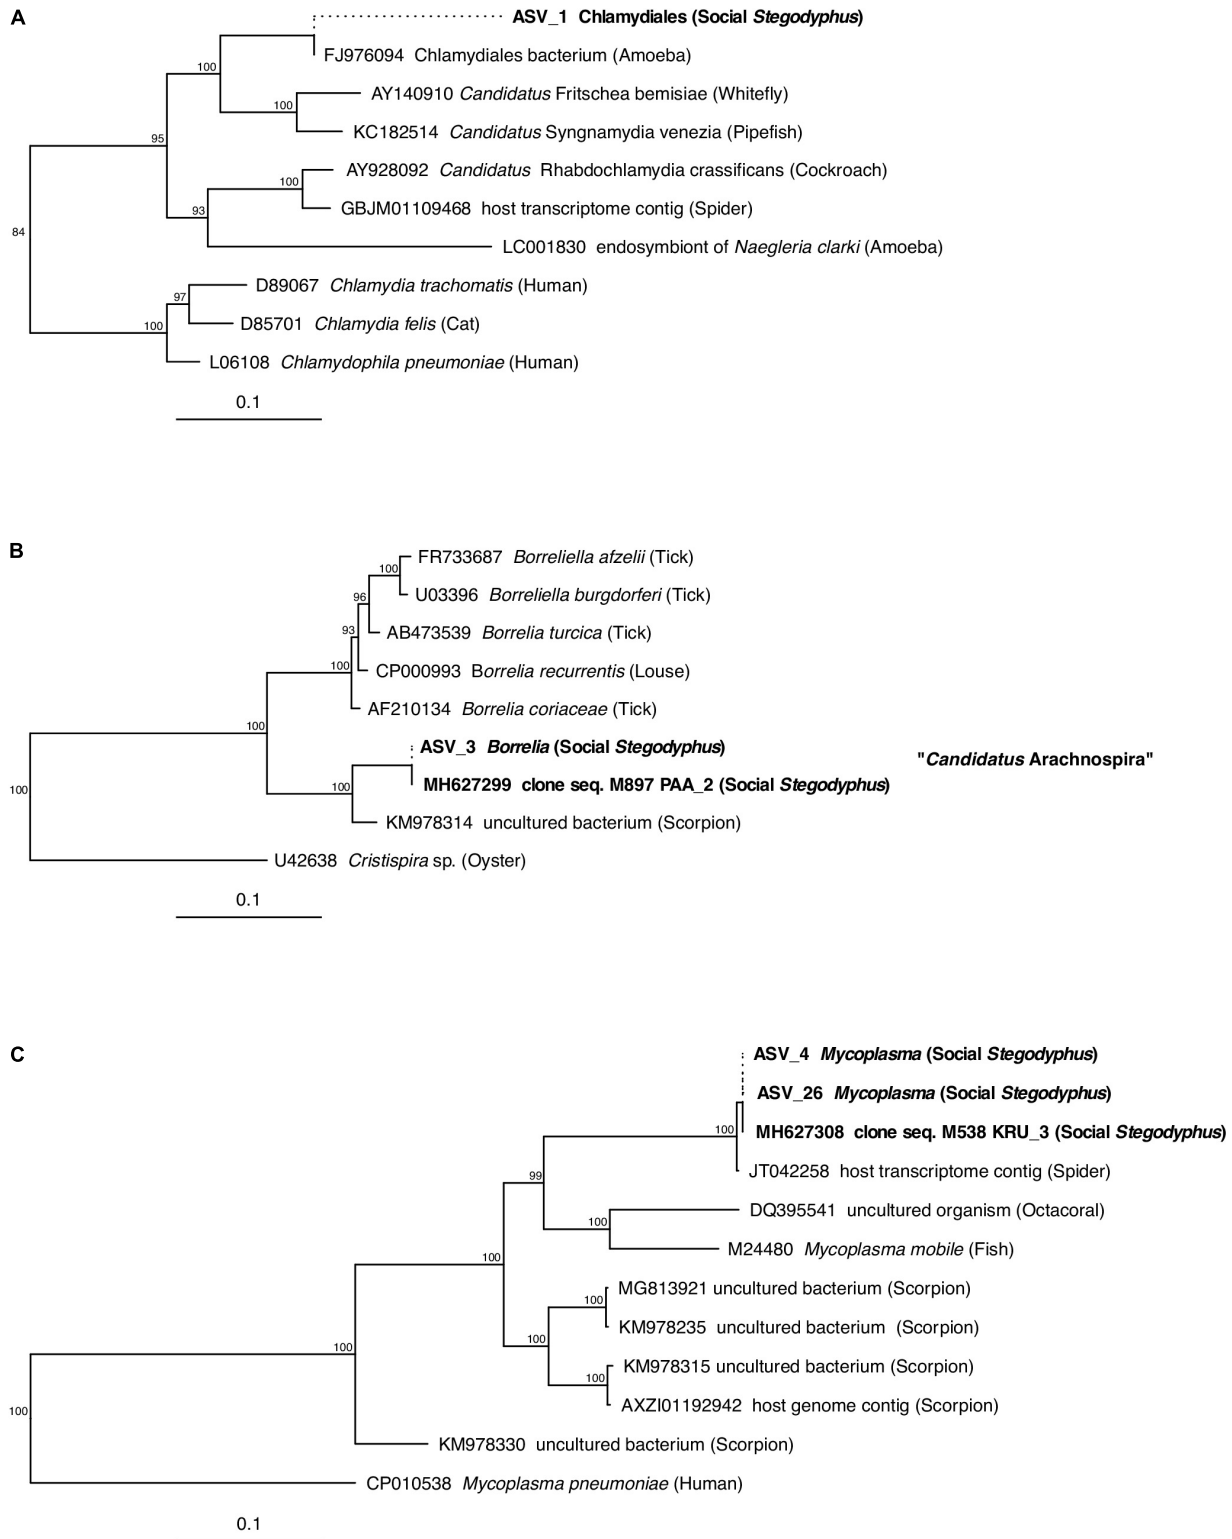 A
ASV_1 Chlamydiales (Social Stegodyphus)
FJ976094 Chlamydiales bacterium (Amoeba)
100
AY140910 Candidatus Fritschea bemisiae (Whitefly)
100
KC182514 Candidatus Syngnamydia venezia (Pipefish)
95
AY928092 Candidatus Rhabdochlamydia crassificans (Cockroach)
100
GBJM01109468 host transcriptome contig (Spider)
93
84
LC001830 endosymbiont of Naegleria clarki (Amoeba)
D89067 Chlamydia trachomatis (Human)
97
D85701 Chlamydia felis (Cat)
100
L06108 Chlamydophila pneumoniae (Human)
0.1
B
FR733687 Borreliella afzelii (Tick)
100
U03396 Borreliella burgdorferi (Tick)
96
AB473539 Borrelia turcica (Tick)
93
CP000993 Borrelia recurrentis (Louse)
100
AF210134 Borrelia coriaceae (Tick)
100
ASV_3 Borrelia (Social Stegodyphus)
"Candidatus Arachnospira"
MH627299 clone seq. M897 PAA_2 (Social Stegodyphus)
100
100
KM978314 uncultured bacterium (Scorpion)
U42638 Cristispira sp. (Oyster)
0.1
C
ASV_4 Mycoplasma (Social Stegodyphus)
ASV_26 Mycoplasma (Social Stegodyphus)
100
MH627308 clone seq. M538 KRU_3 (Social Stegodyphus)
JT042258 host transcriptome contig (Spider)
99
DQ395541 uncultured organism (Octacoral)
100
M24480 Mycoplasma mobile (Fish)
100
MG813921 uncultured bacterium (Scorpion)
100
KM978235 uncultured bacterium (Scorpion)
100
100
KM978315 uncultured bacterium (Scorpion)
100
AXZI01192942 host genome contig (Scorpion)
100
KM978330 uncultured bacterium (Scorpion)
CP010538 Mycoplasma pneumoniae (Human)
0.1